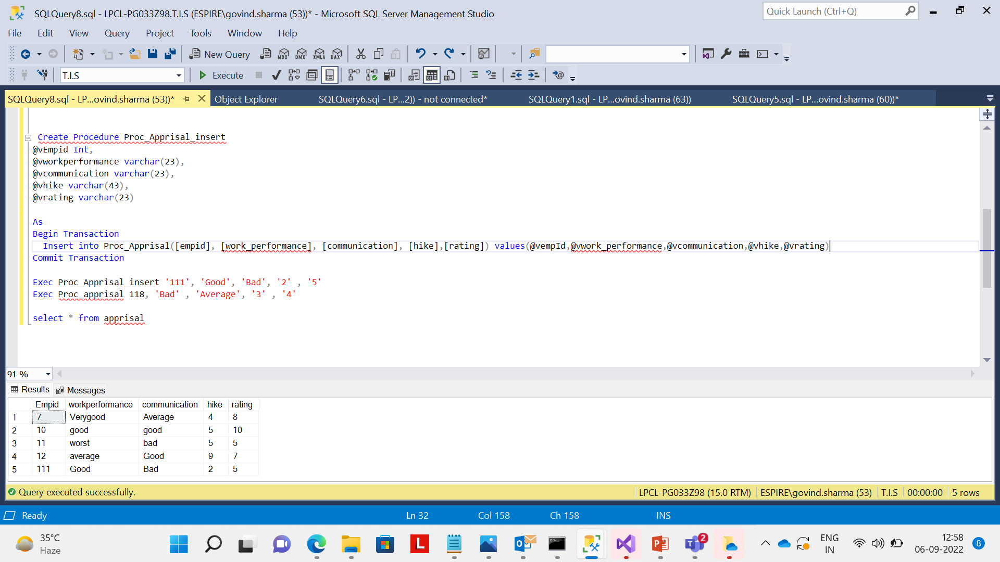 SQLQuery8.sql - LPCL-PG033Z98.T.I.S (ESPIRE\govind.sharma (53))* - Microsoft SQL Server Management Studio
Quick Launch (Ctrl+Q)
File Edit View Query Project Tools Window Help
New Query MDX DMX XMLA DAX
T.I.S Execute
SQLQuery8.sql - LP...ovind.sharma (53))* Object Explorer SQLQuery6.sql - LP...2)) - not connected* SQLQuery1.sql - LP...ovind.sharma (63)) SQLQuery5.sql - LP...ovind.sharma (60))*
Create Procedure Proc_Apprisal_insert
@vEmpid Int,
@vworkperformance varchar(23),
@vcommunication varchar(23),
@vhike varchar(43),
@vrating varchar(23)
As
Begin Transaction
Insert into Proc_Apprisal([empid], [work_performance], [communication], [hike],[rating]) values(@vempId,@vwork_performance,@vcommunication,@vhike,@vrating)
Commit Transaction
Exec Proc_Apprisal_insert '111', 'Good', 'Bad', '2' , '5'
Exec Proc_apprisal 118, 'Bad' , 'Average', '3' , '4'
select * from apprisal
91 %
Results Messages
Empid workperformance communication hike rating
1 7 Verygood Average 4 8
2 10 good good 5 10
3 11 worst bad 5 5
4 12 average Good 9 7
5 111 Good Bad 2 5
Query executed successfully. LPCL-PG033Z98 (15.0 RTM) ESPIRE\govind.sharma (53) T.I.S 00:00:00 5 rows
Ready Ln 32 Col 158 Ch 158 INS
35°C
Haze
L
2
ENG
IN
12:58
06-09-2022
8